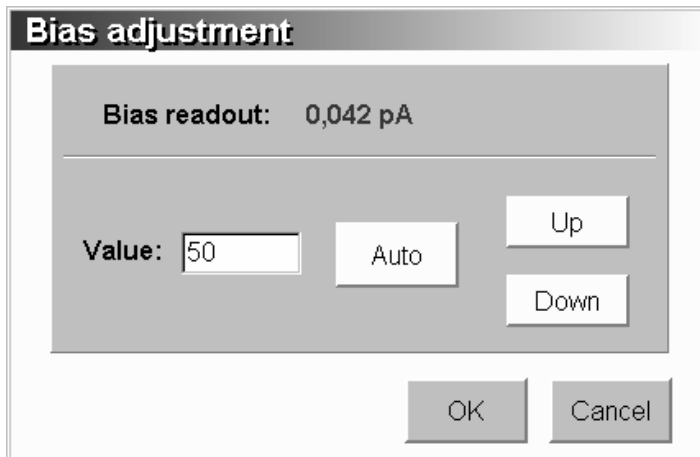 Bias adjustment
Bias readout: 0,042 pA
Up
Value: 50 Auto
Down
OK Cancel